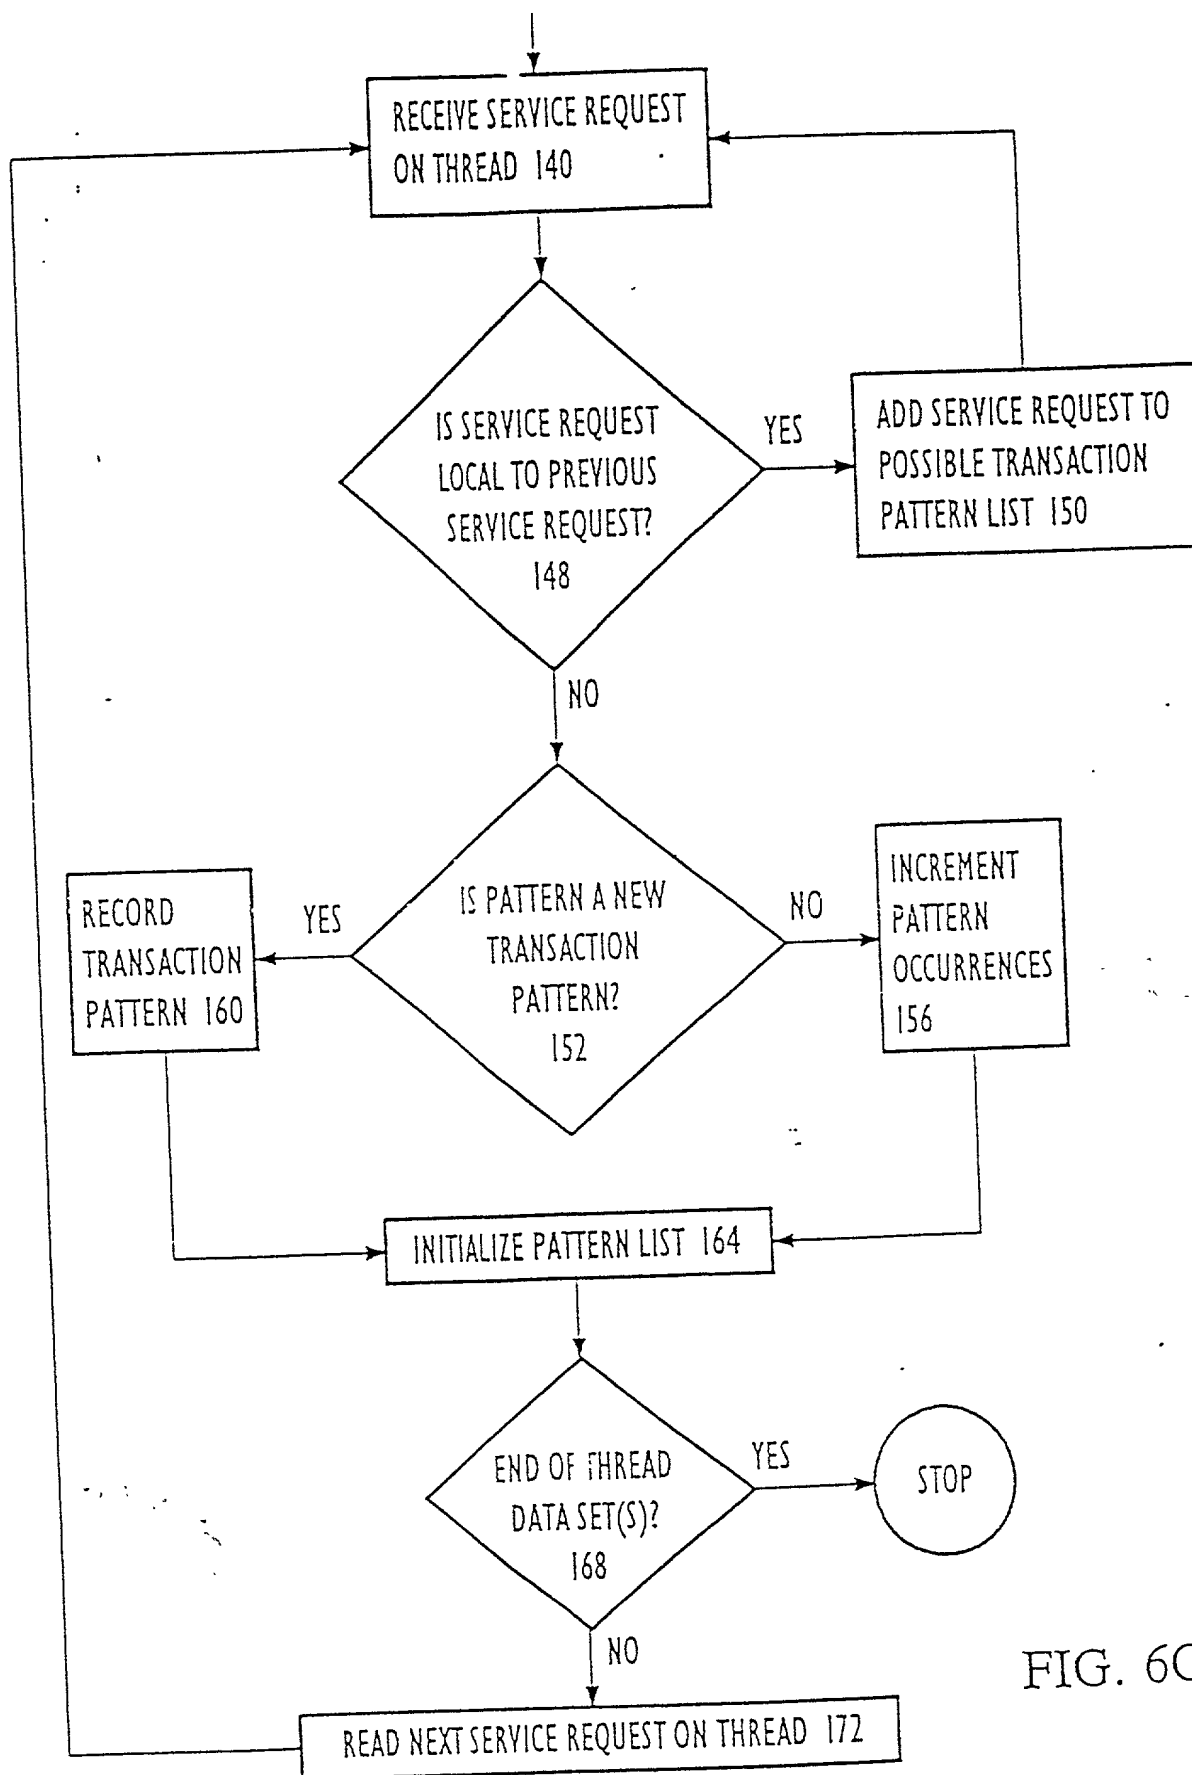 RECEIVE SERVICE REQUEST
ON THREAD 140
IS SERVICE REQUEST
LOCAL TO PREVIOUS
SERVICE REQUEST?
148
YES
ADD SERVICE REQUEST TO
POSSIBLE TRANSACTION
PATTERN LIST 150
NO
RECORD
TRANSACTION
PATTERN 160
YES
IS PATTERN A NEW
TRANSACTION
PATTERN?
152
NO
INCREMENT
PATTERN
OCCURRENCES
156
INITIALIZE PATTERN LIST 164
END OF THREAD
DATA SET(S)?
168
YES
STOP
NO
READ NEXT SERVICE REQUEST ON THREAD 172
FIG. 6C